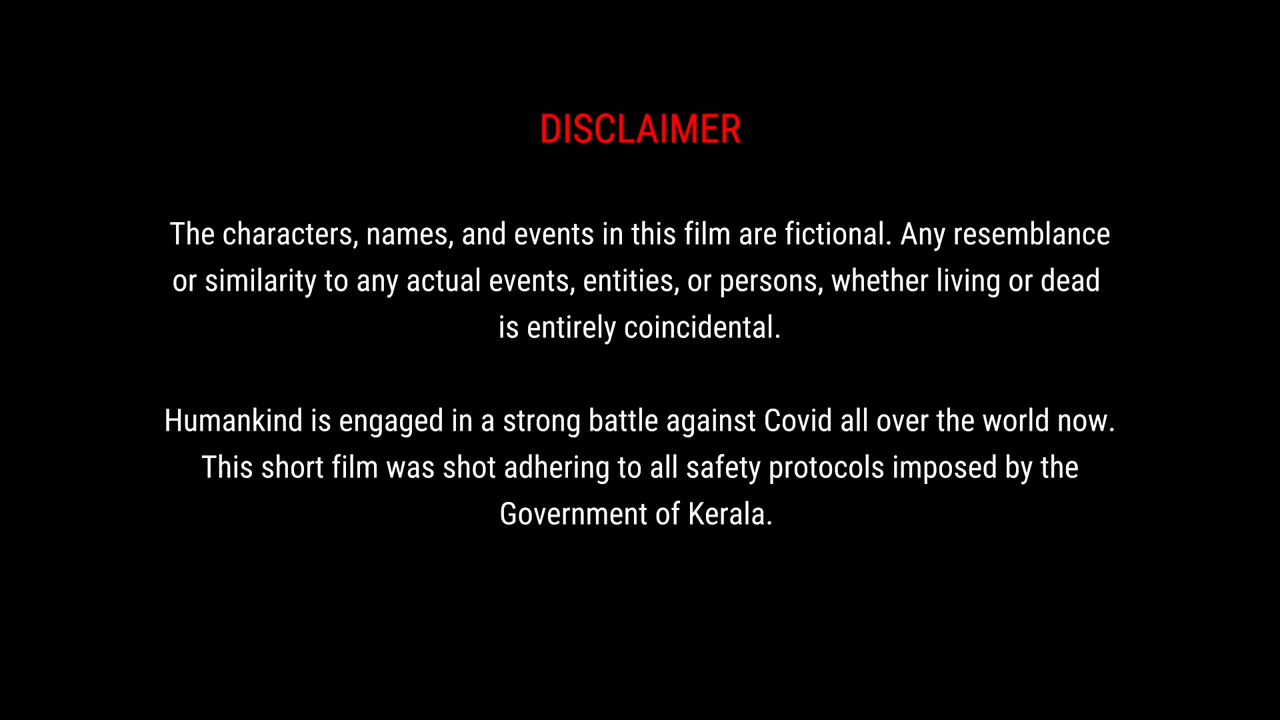 DISCLAIMER
The characters, names, and events in this film are fictional. Any resemblance
or similarity to any actual events, entities, or persons, whether living or dead
is entirely coincidental.
Humankind is engaged in a strong battle against Covid all over the world now.
This short film was shot adhering to all safety protocols imposed by the
Government of Kerala.